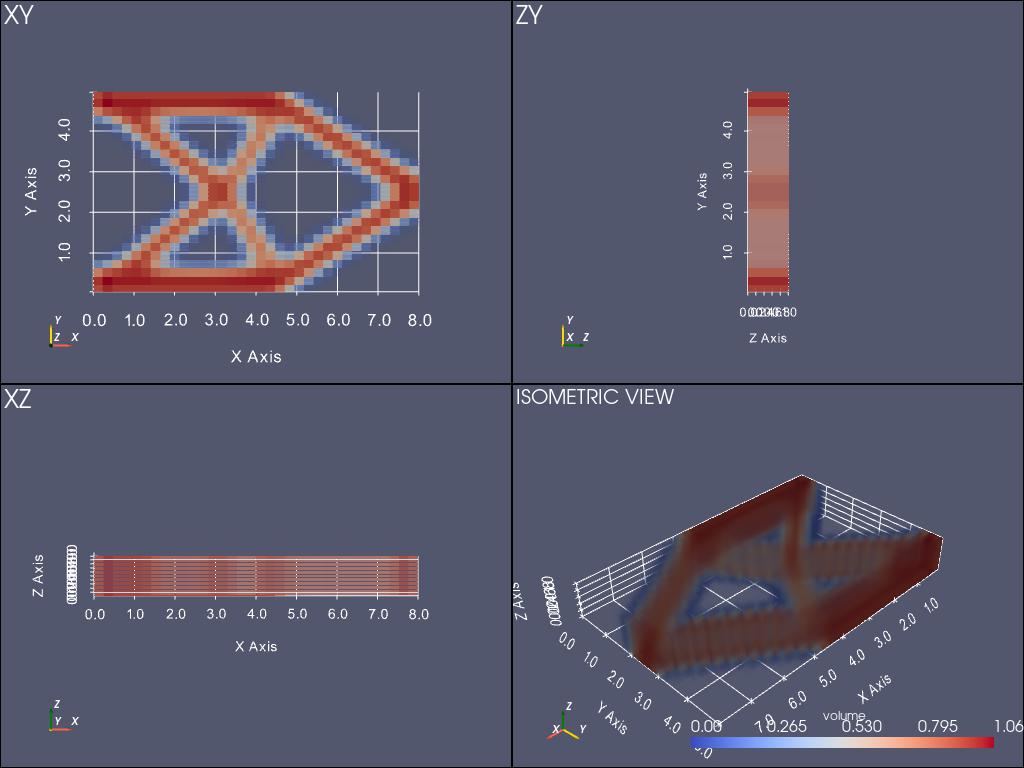 XY
4.0
3.0
2.0
1.0
Y Axis
0.0 1.0 2.0 3.0 4.0 5.0 6.0 7.0 8.0
X Axis
Y
Z X
ZY
4.0
3.0
2.0
1.0
Y Axis
Z Axis
Y
X Z
XZ
Z Axis
0.0 1.0 2.0 3.0 4.0 5.0 6.0 7.0 8.0
X Axis
Z
Y X
ISOMETRIC VIEW
Z Axis
0.0
1.0
2.0
3.0
4.0
Y Axis
1.0
2.0
3.0
4.0
5.0
6.0
X Axis
Z
X Y
volume
0.00 0.265 0.530 0.795 1.06